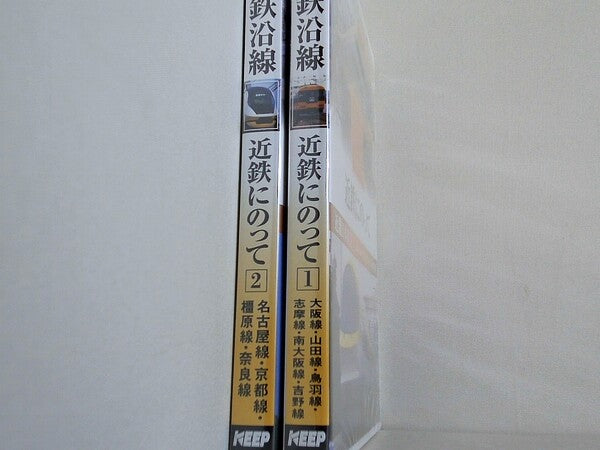 鉄沿線
近鉄にのって
2
名古屋線・京都線・
橿原線・奈良線
KEEP
鉄沿線
近鉄にのって
1
大阪線・山田線・鳥羽線・
志摩線・南大阪線・吉野線
KEEP